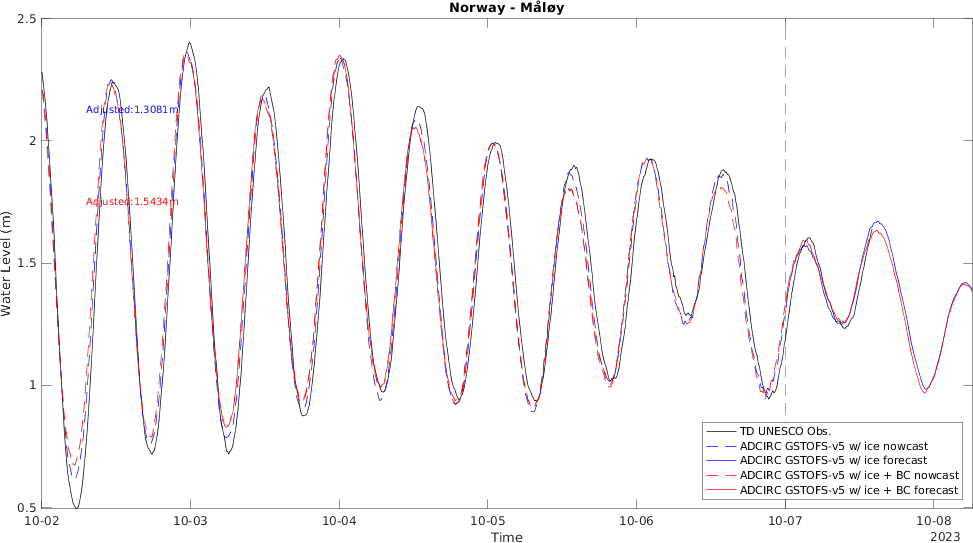 Norway - Måløy
2.5
2
1.5
1
0.5
Water Level (m)
Adjusted:1.3081m
Adjusted:1.5434m
TD UNESCO Obs.
ADCIRC GSTOFS-v5 w/ ice nowcast
ADCIRC GSTOFS-v5 w/ ice forecast
ADCIRC GSTOFS-v5 w/ ice + BC nowcast
ADCIRC GSTOFS-v5 w/ ice + BC forecast
10-02 10-03 10-04 10-05 10-06 10-07 10-08
Time
2023